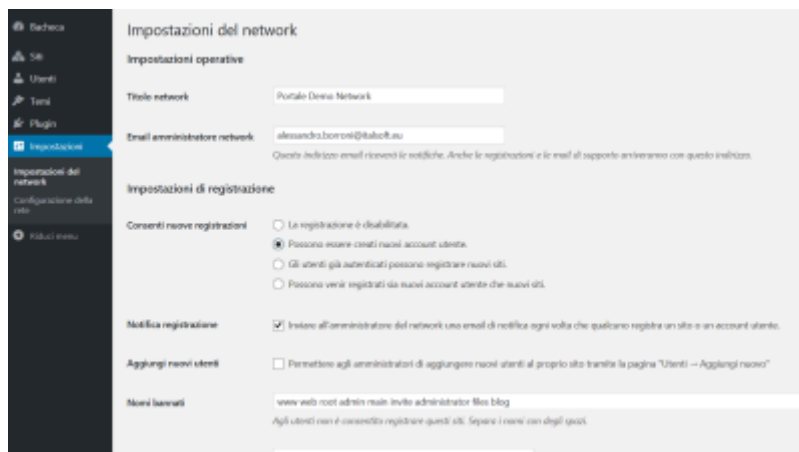 Bacheca
Siti
Utenti
Temi
Plugin
Impostazioni
Impostazioni del
network
Configurazione della
rete
Riduci menu
Impostazioni del network
Impostazioni operative
Titolo network
Portale Demo Network
Email amministratore network
alessandro.borroni@italsoft.eu
Questo indirizzo email riceverà le notifiche. Anche le registrazioni e le mail di supporto arriveranno con questo indirizzo.
Impostazioni di registrazione
Consenti nuove registrazioni
La registrazione è disabilitata.
Possono essere creati nuovi account utente.
Gli utenti già autenticati possono registrare nuovi siti.
Possono venir registrati sia nuovi account utente che nuovi siti.
Notifica registrazione
Inviare all'amministratore del network una email di notifica ogni volta che qualcuno registra un sito o un account utente.
Aggiungi nuovi utenti
Permettere agli amministratori di aggiungere nuovi utenti al proprio sito tramite la pagina "Utenti → Aggiungi nuovo"
Nomi bannati
www web root admin main invite administrator files blog
Agli utenti non è consentito registrare questi siti. Separa i nomi con degli spazi.